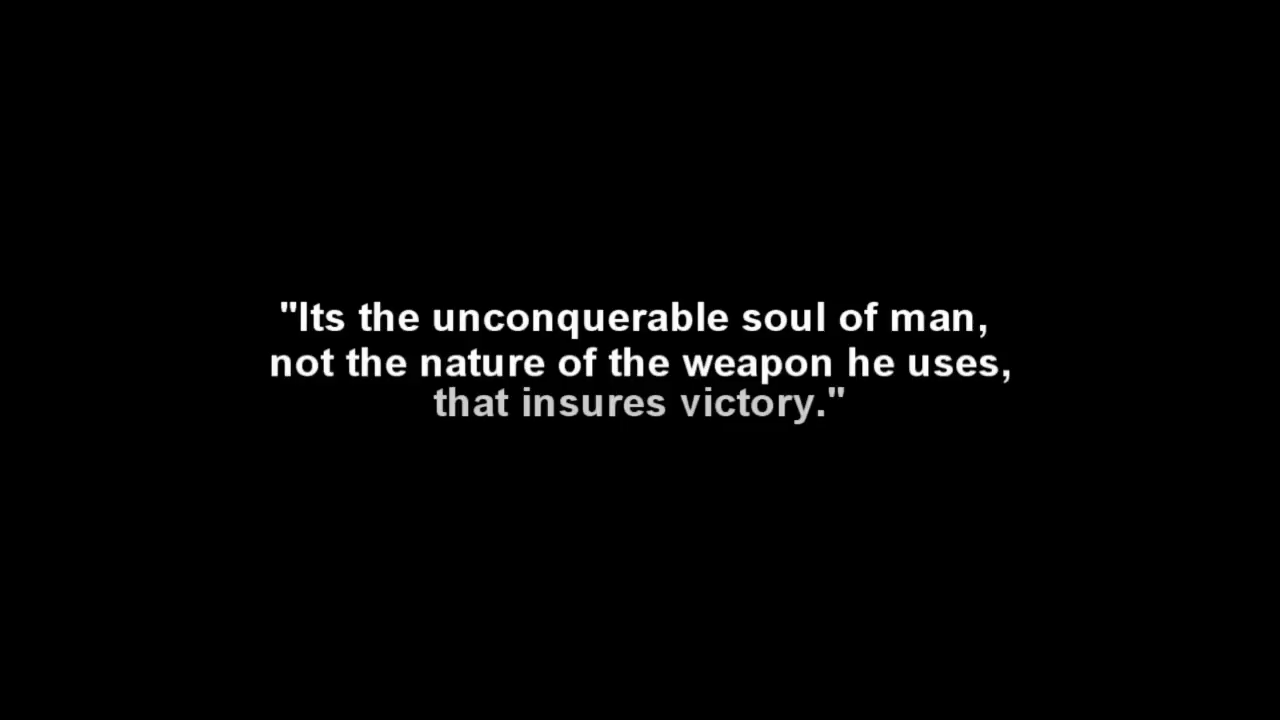 "Its the unconquerable soul of man,
not the nature of the weapon he uses,
that insures victory."